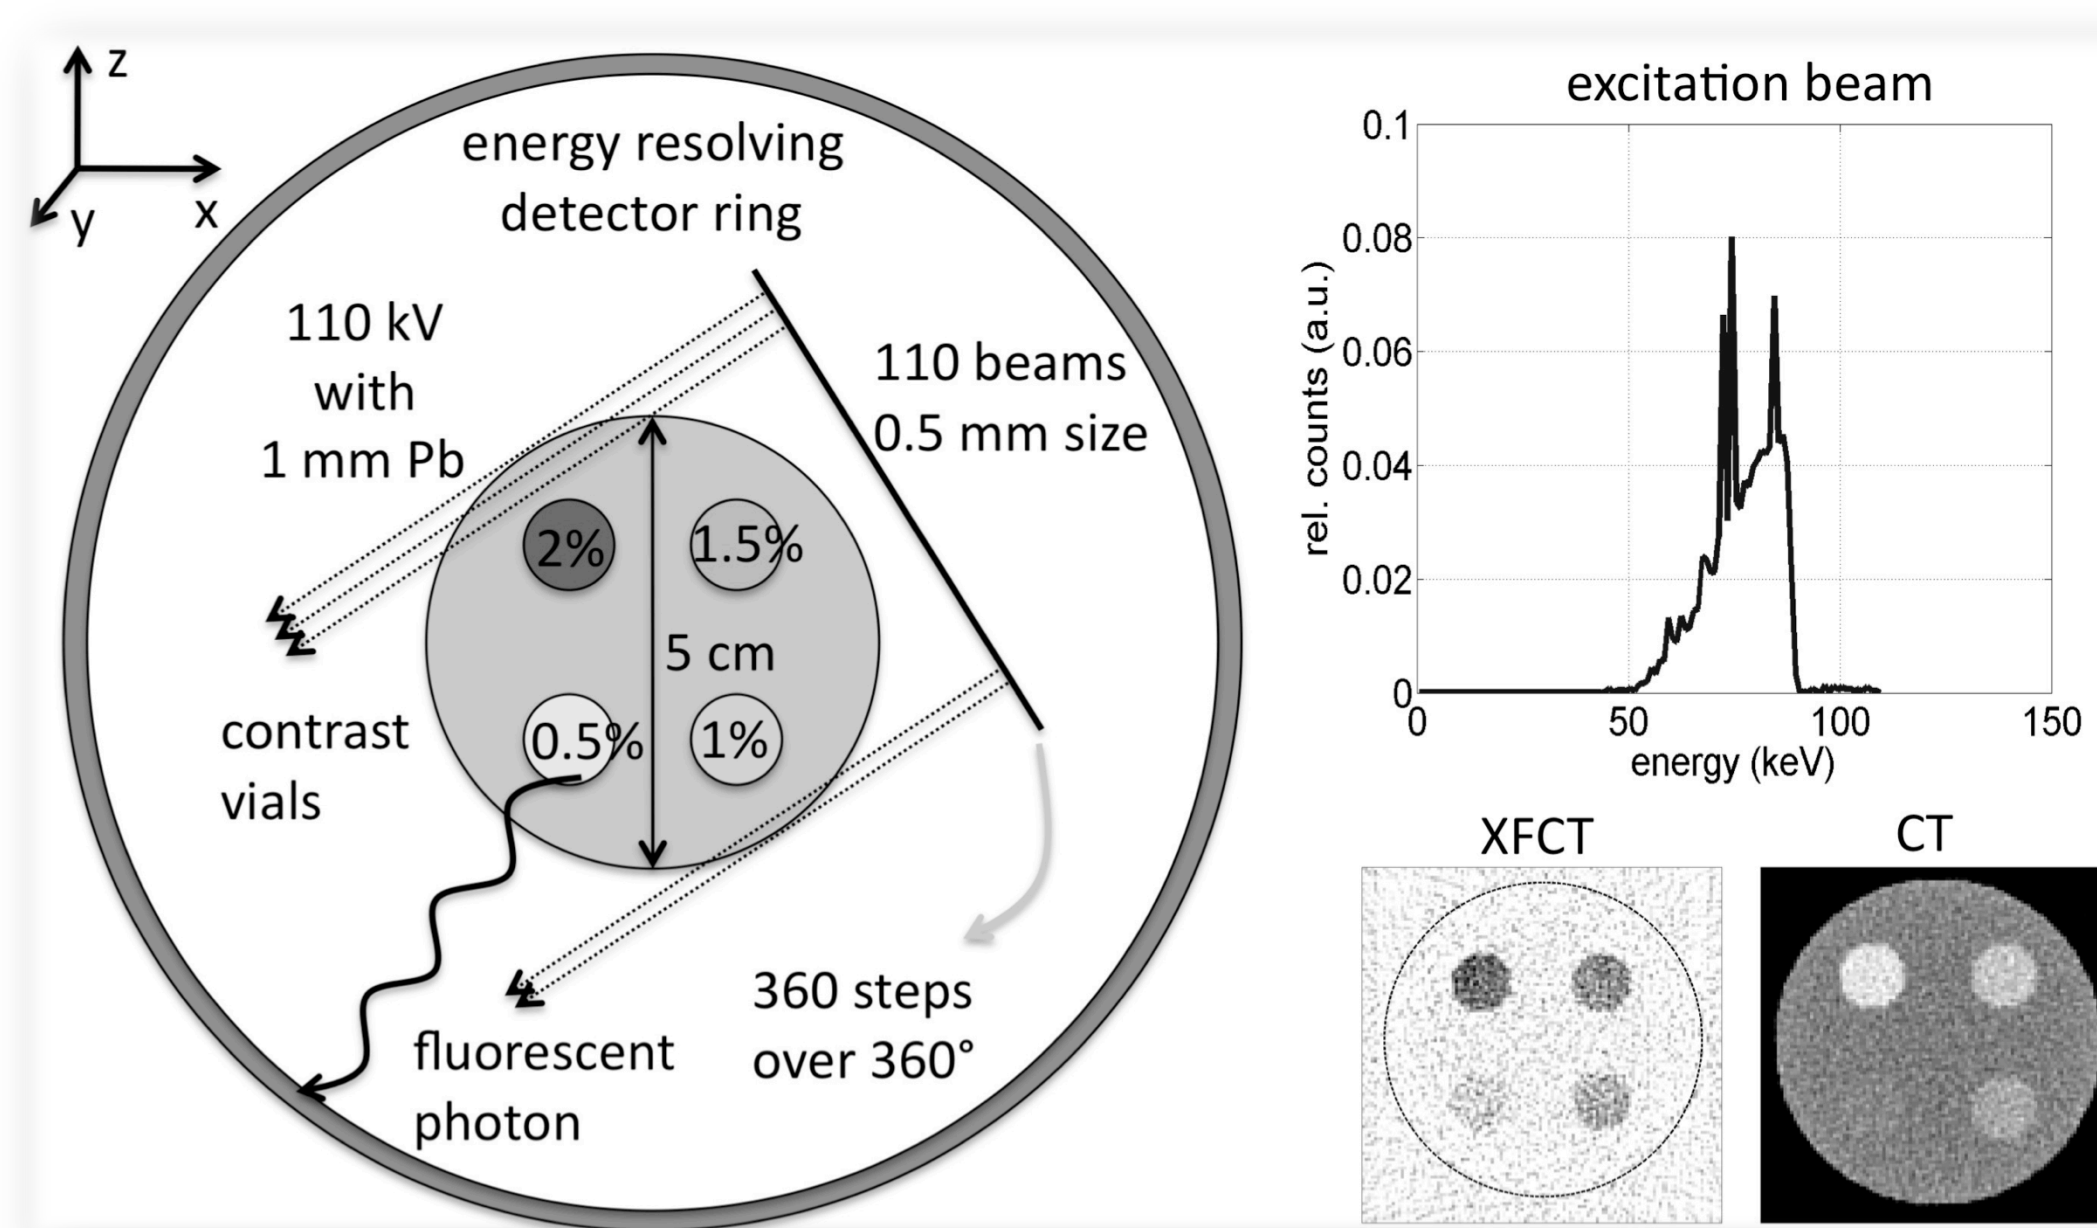 z
x
y
energy resolving
detector ring
110 kV
with
1 mm Pb
110 beams
0.5 mm size
2%
1.5%
5 cm
0.5%
1%
contrast
vials
fluorescent
photon
360 steps
over 360°
excitation beam
rel. counts (a.u.)
0.1
0.08
0.06
0.04
0.02
0
0 50 100 150
energy (keV)
XFCT
CT